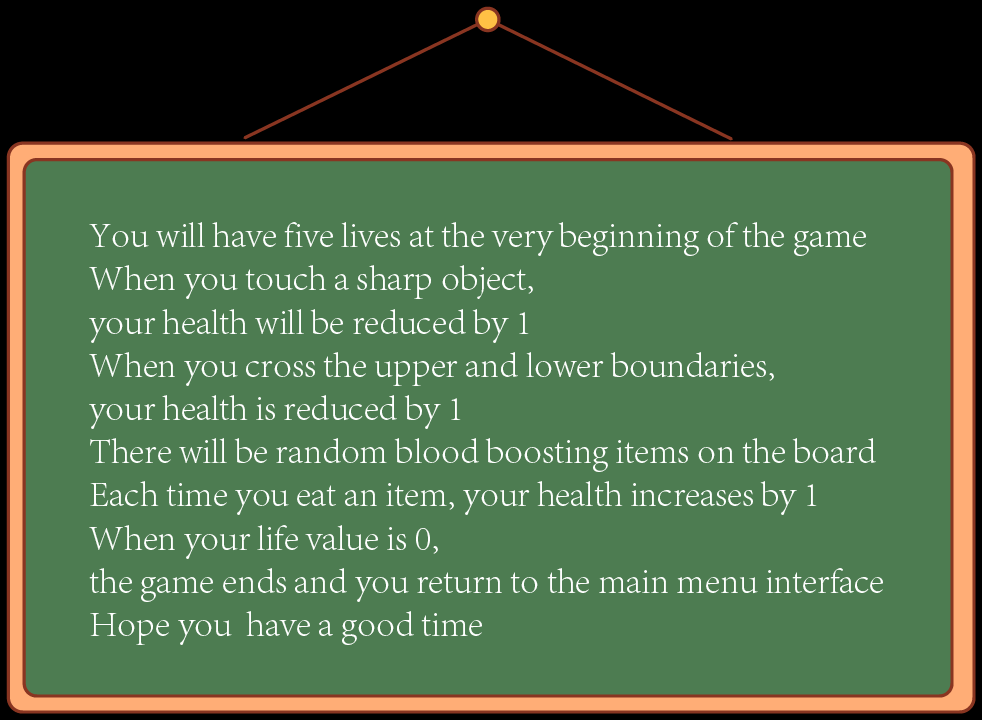 You will have five lives at the very beginning of the game
When you touch a sharp object,
your health will be reduced by 1
When you cross the upper and lower boundaries,
your health is reduced by 1
There will be random blood boosting items on the board
Each time you eat an item, your health increases by 1
When your life value is 0,
the game ends and you return to the main menu interface
Hope you  have a good time